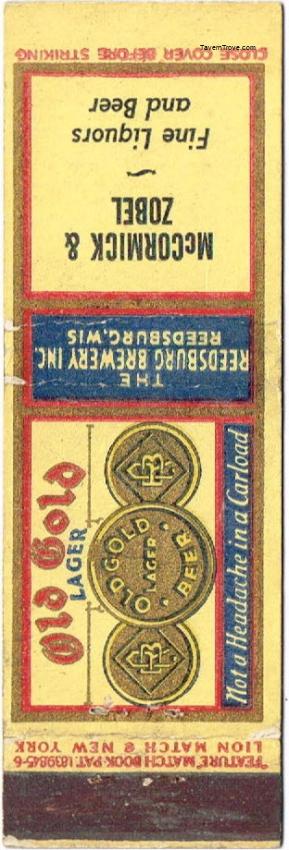 TavernTrove.com
CLOSE COVER BEFORE STRIKING
McCORMICK &
ZOBEL
Fine Liquors
and Beer
THE
REEDSBURG BREWERY INC.
REEDSBURG, WIS
Old Gold
LAGER
OLD GOLD
LAGER
BEER
Not a Headache in a Carload
"FEATURE" MATCH BOOK-PAT. 1839845-6
LION MATCH @ NEW YORK